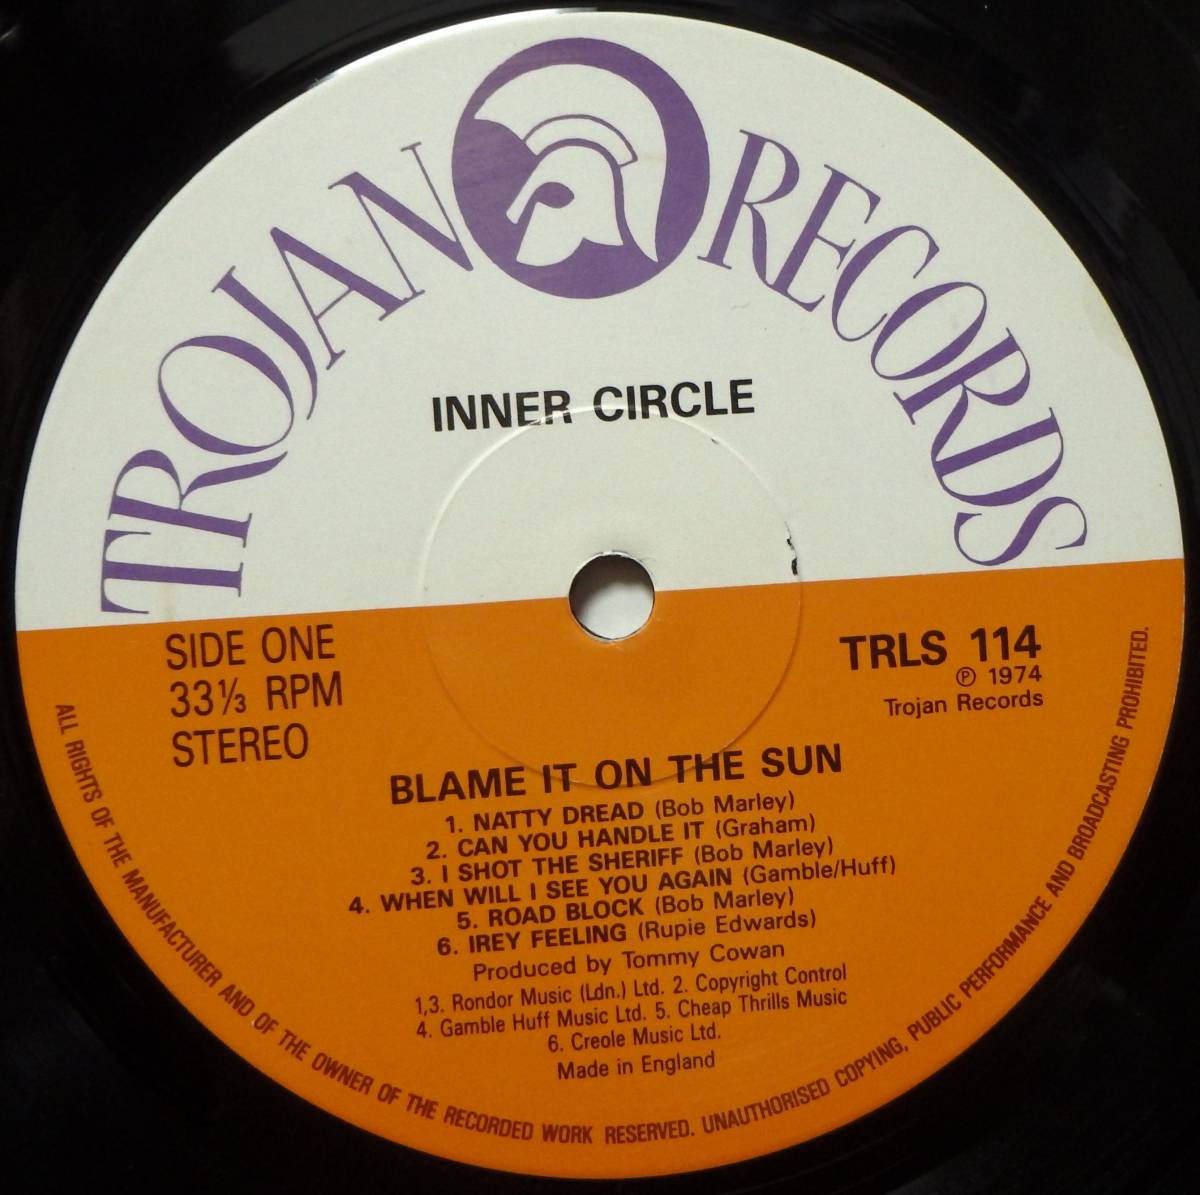 TROJAN RECORDS
INNER CIRCLE
SIDE ONE
33⅓ RPM
STEREO
TRLS 114
℗ 1974
Trojan Records
BLAME IT ON THE SUN
1. NATTY DREAD (Bob Marley)
2. CAN YOU HANDLE IT (Graham)
3. I SHOT THE SHERIFF (Bob Marley)
4. WHEN WILL I SEE YOU AGAIN (Gamble/Huff)
5. ROAD BLOCK (Bob Marley)
6. IREY FEELING (Rupie Edwards)
Produced by Tommy Cowan
1,3. Rondor Music (Ldn.) Ltd. 2. Copyright Control
4. Gamble Huff Music Ltd. 5. Cheap Thrills Music
6. Creole Music Ltd.
Made in England
ALL RIGHTS OF THE MANUFACTURER AND OF THE OWNER OF THE RECORDED WORK RESERVED. UNAUTHORISED COPYING, PUBLIC PERFORMANCE AND BROADCASTING PROHIBITED.